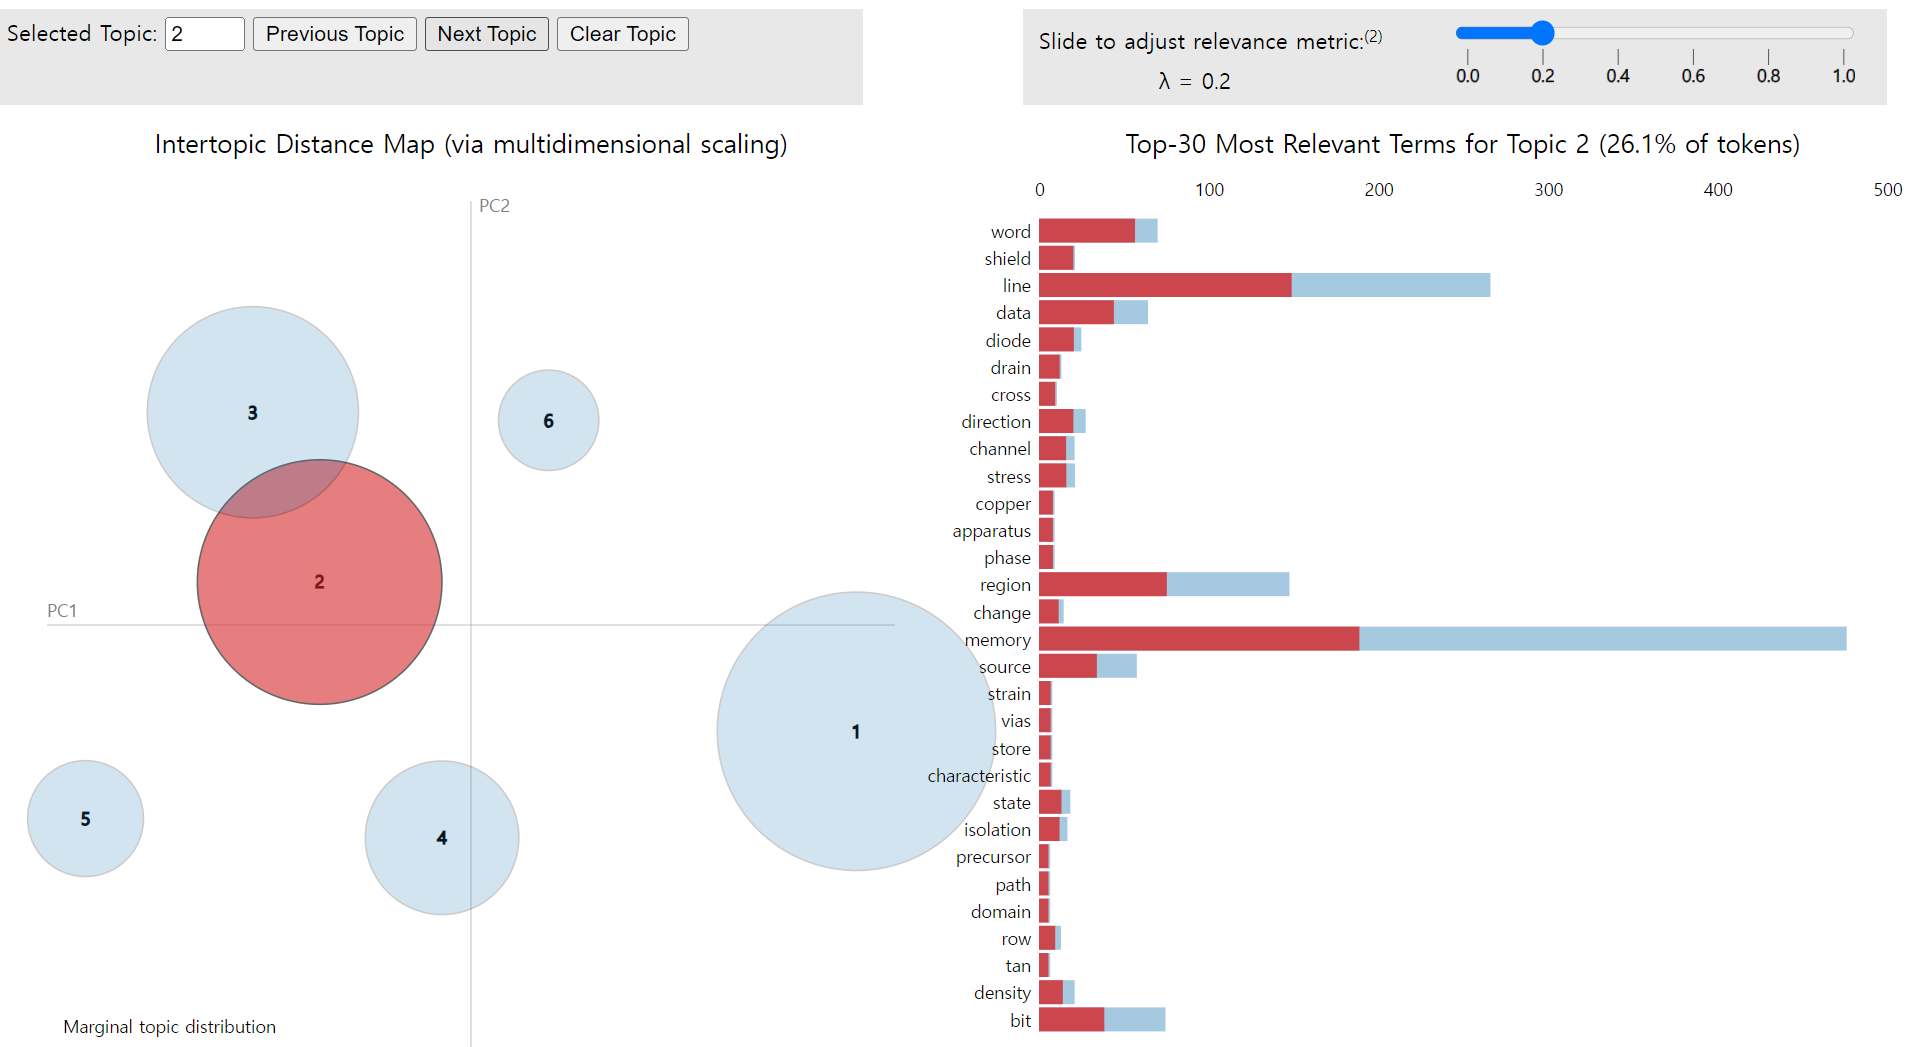 Selected Topic: 2 Previous Topic Next Topic Clear Topic
Slide to adjust relevance metric:(2)
λ = 0.2
0.0 0.2 0.4 0.6 0.8 1.0
Intertopic Distance Map (via multidimensional scaling)
PC2
PC1
3
6
2
1
5
4
Marginal topic distribution
Top-30 Most Relevant Terms for Topic 2 (26.1% of tokens)
0 100 200 300 400 500
word
shield
line
data
diode
drain
cross
direction
channel
stress
copper
apparatus
phase
region
change
memory
source
strain
vias
store
characteristic
state
isolation
precursor
path
domain
row
tan
density
bit